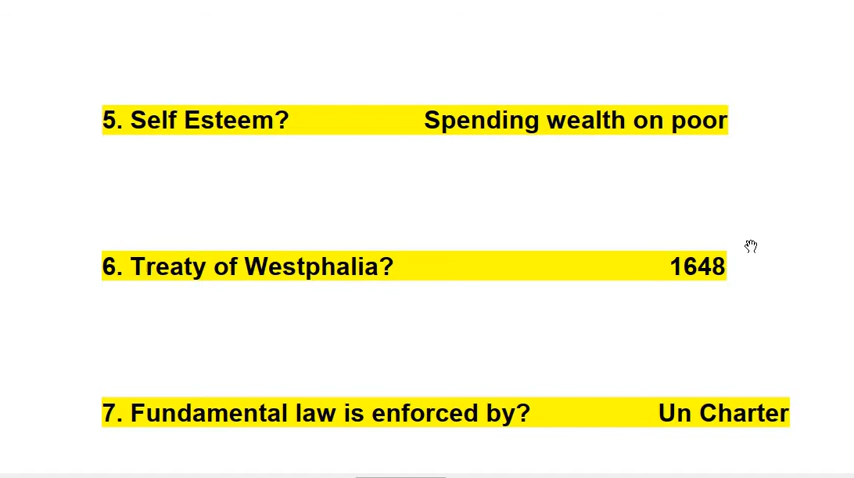 5. Self Esteem? Spending wealth on poor
6. Treaty of Westphalia? 1648
7. Fundamental law is enforced by? Un Charter